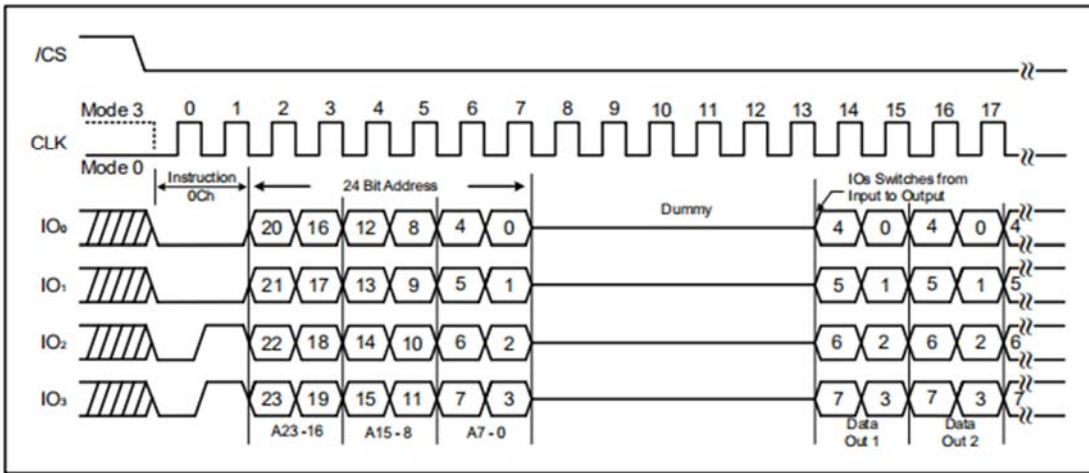 /CS
Mode 3 0 1 2 3 4 5 6 7 8 9 10 11 12 13 14 15 16 17
CLK
Mode 0
Instruction
0Ch
24 Bit Address
IOs Switches from
Input to Output
Dummy
IO₀ 20 16 12 8 4 0 4 0 4 0 4
IO₁ 21 17 13 9 5 1 5 1 5 1 5
IO₂ 22 18 14 10 6 2 6 2 6 2 6
IO₃ 23 19 15 11 7 3 7 3 7 3 7
A23-16 A15-8 A7-0
Data
Out 1
Data
Out 2